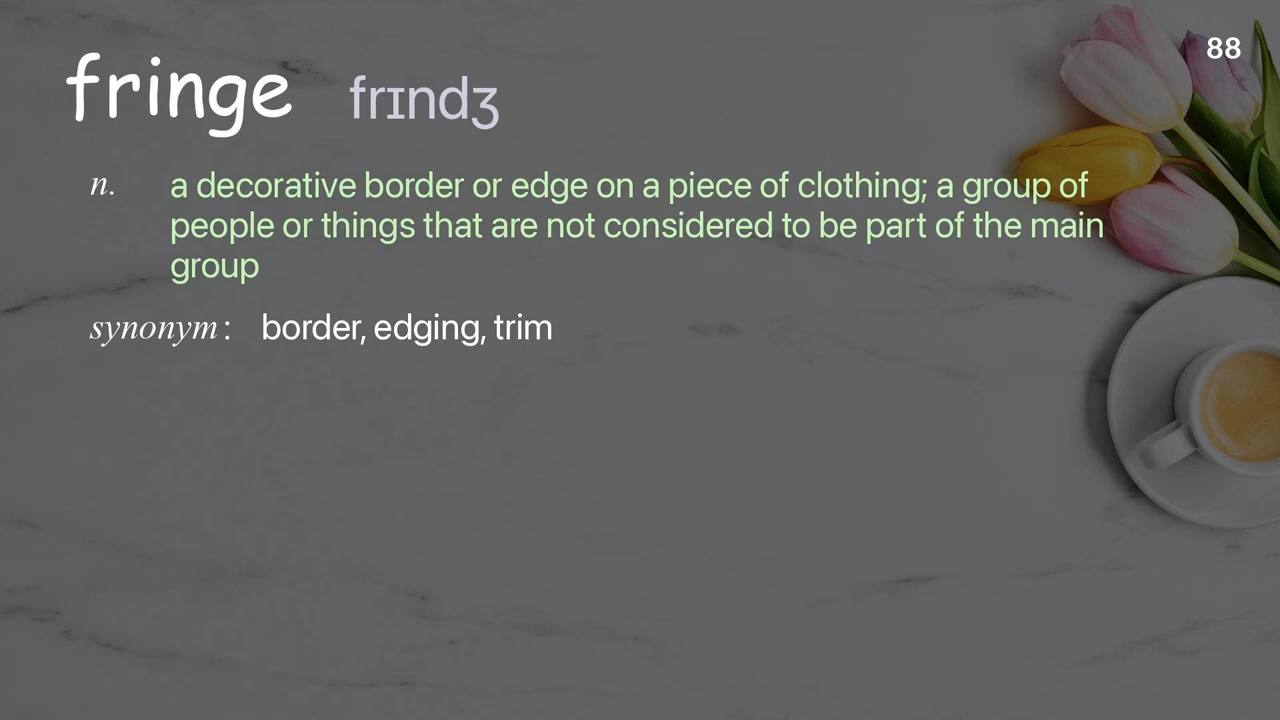 88
fringe frɪndʒ
n. a decorative border or edge on a piece of clothing; a group of
people or things that are not considered to be part of the main
group
synonym: border, edging, trim